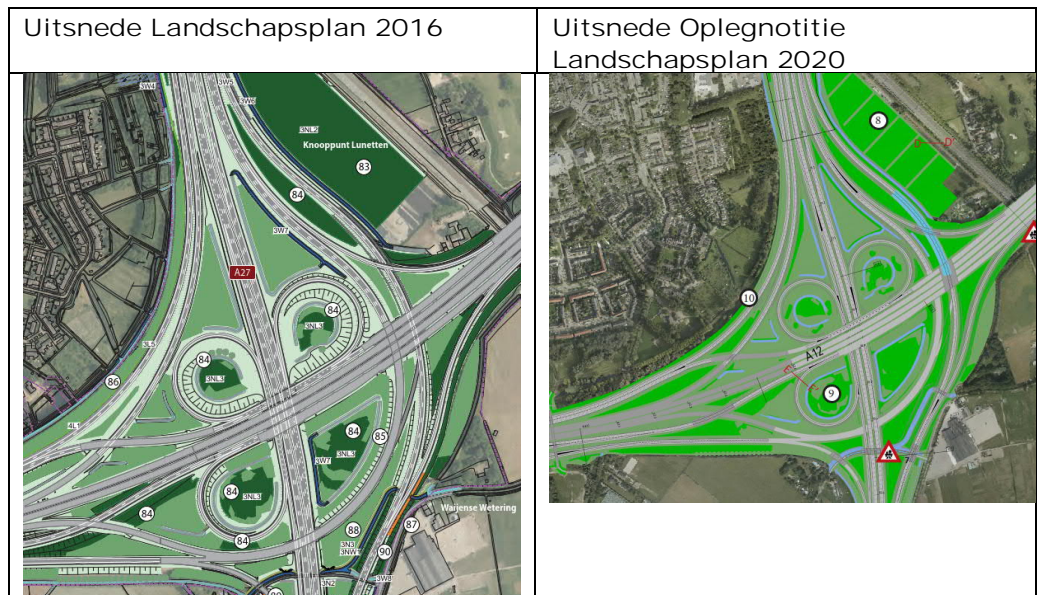 Uitsnede Landschapsplan 2016
Uitsnede Oplegnotitie
Landschapsplan 2020
3W4
3W5
3W6
3NL2
Knooppunt Lunetten
83
84
3W7
A27
84
3NL3
84
3NL3
3L5
86
4L1
84
3NL3
85
3W7
84
3NL3
84
84
88
3N3
3NW1
87
Warjense Wetering
90
3W8
3N2
8
D
D'
10
A12
E
9